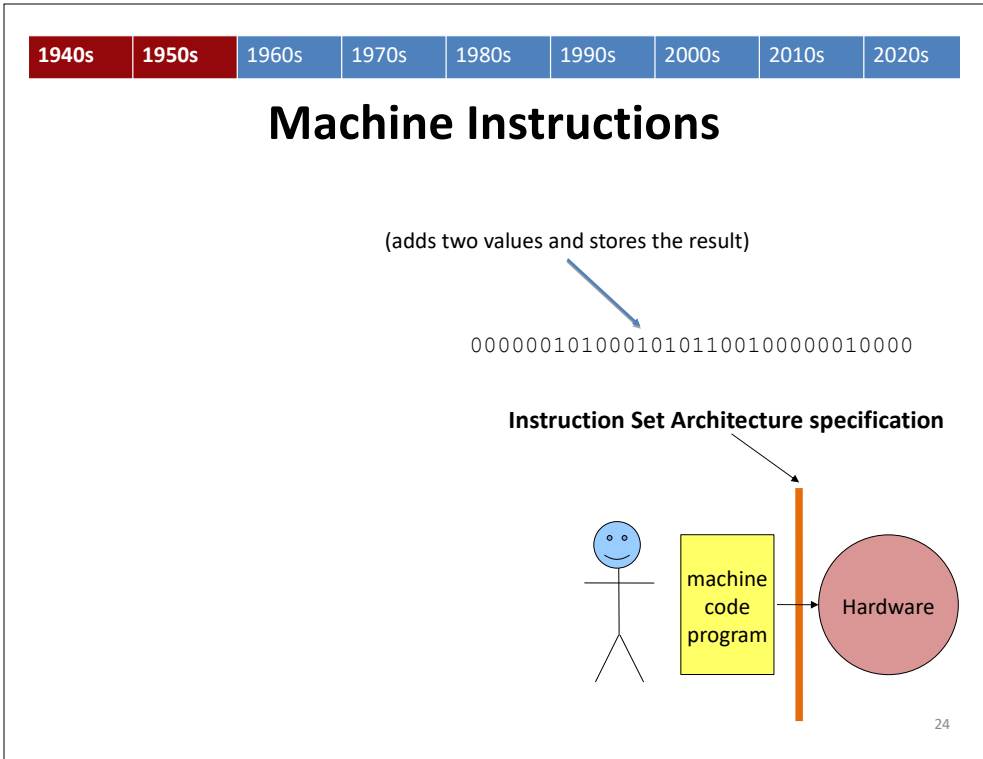 1940s 1950s 1960s 1970s 1980s 1990s 2000s 2010s 2020s
Machine Instructions
(adds two values and stores the result)
00000010100010101100100000010000
Instruction Set Architecture specification
machine
code
program
Hardware
24